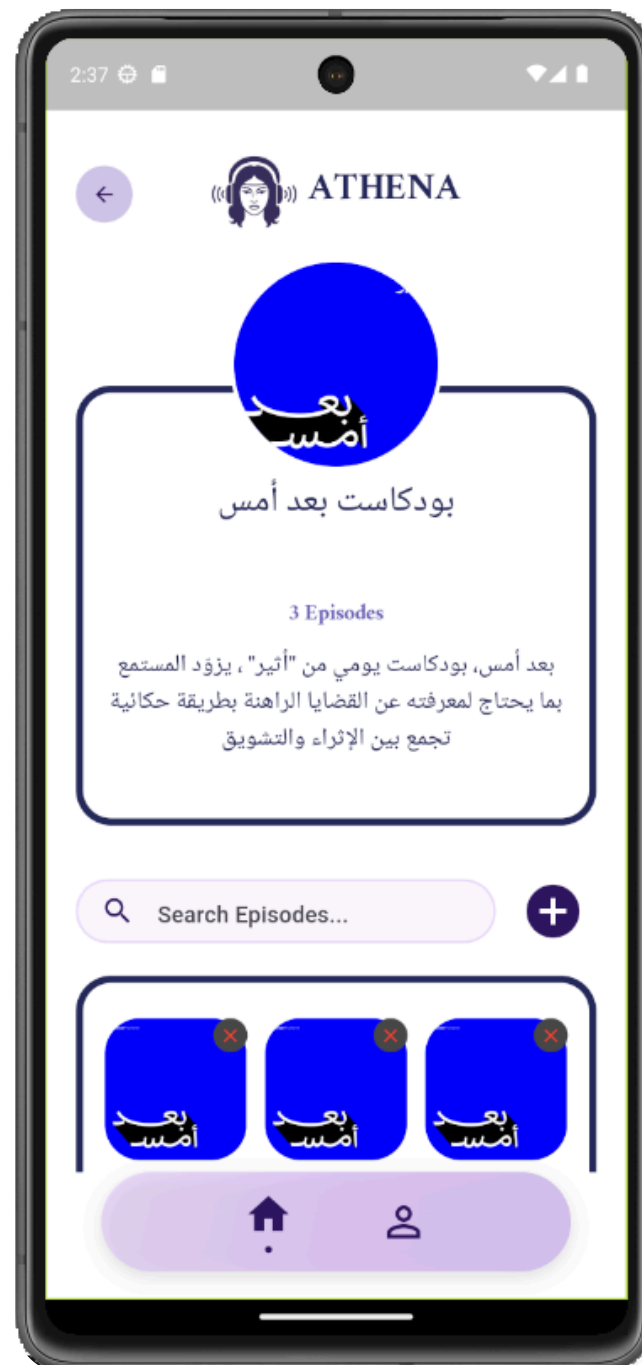 2:37
ATHENA
بعد
أمس
بودكاست بعد أمس
3 Episodes
بعد أمس، بودكاست يومي من "أثير" ، يزوّد المستمع
بما يحتاج لمعرفته عن القضايا الراهنة بطريقة حكائية
تجمع بين الإثراء والتشويق
Search Episodes...
بعد
أمس
بعد
أمس
بعد
أمس